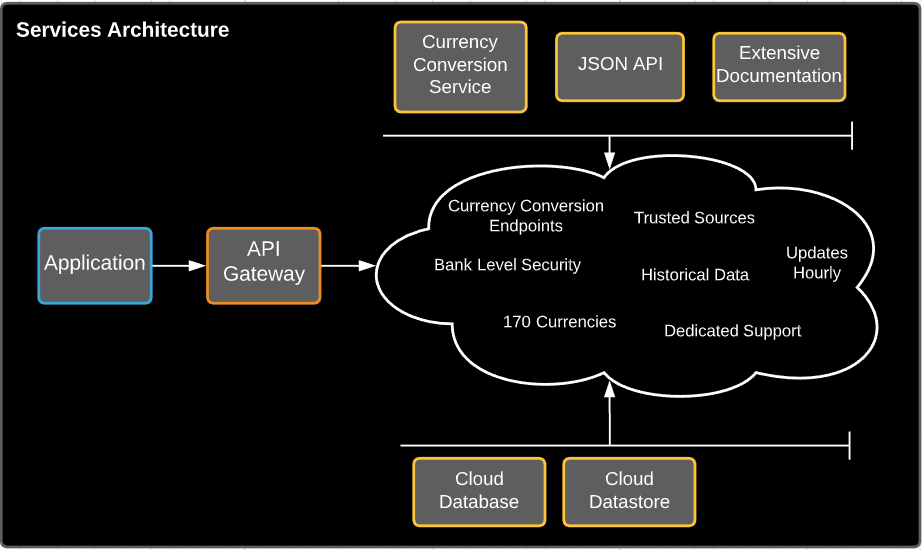 Services Architecture
Currency
Conversion
Service
JSON API
Extensive
Documentation
Currency Conversion
Endpoints
Trusted Sources
Updates
Hourly
Bank Level Security
Historical Data
170 Currencies
Dedicated Support
Application
API
Gateway
Cloud
Database
Cloud
Datastore